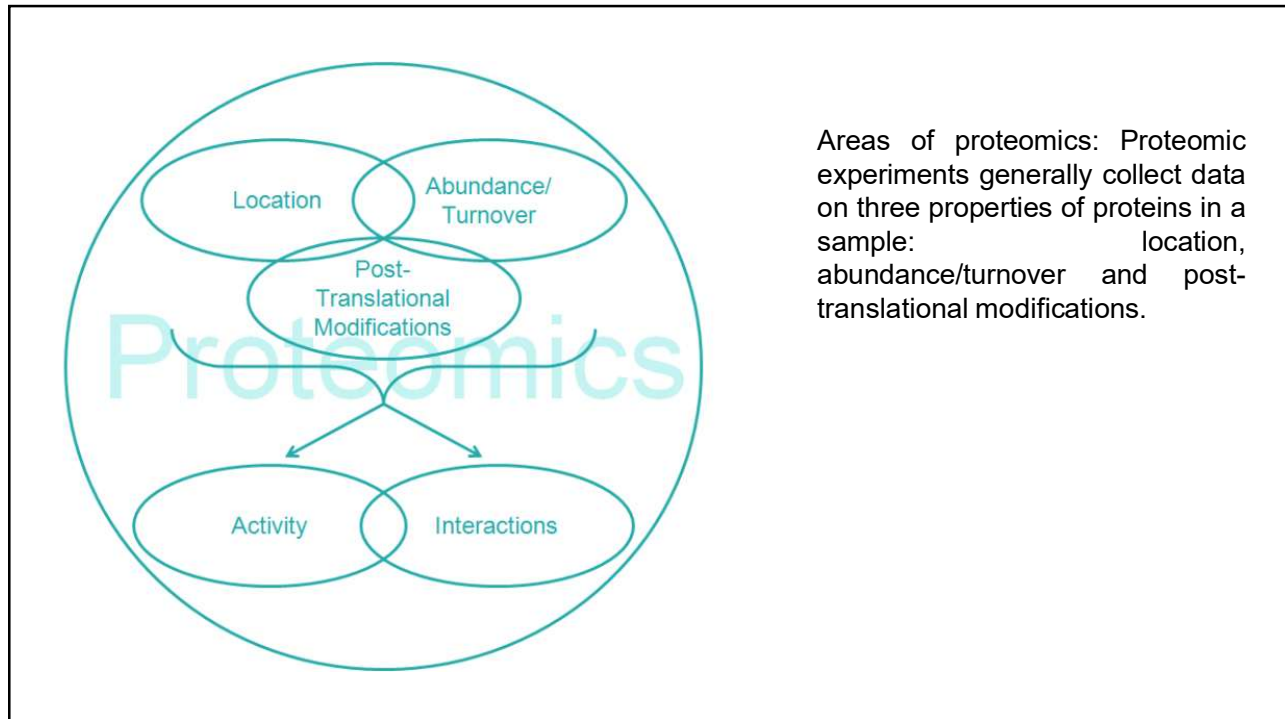 Location
Abundance/
Turnover
Post-
Translational
Modifications
Proteomics
Activity
Interactions
Areas of proteomics: Proteomic
experiments generally collect data
on three properties of proteins in a
sample: location,
abundance/turnover and post-
translational modifications.